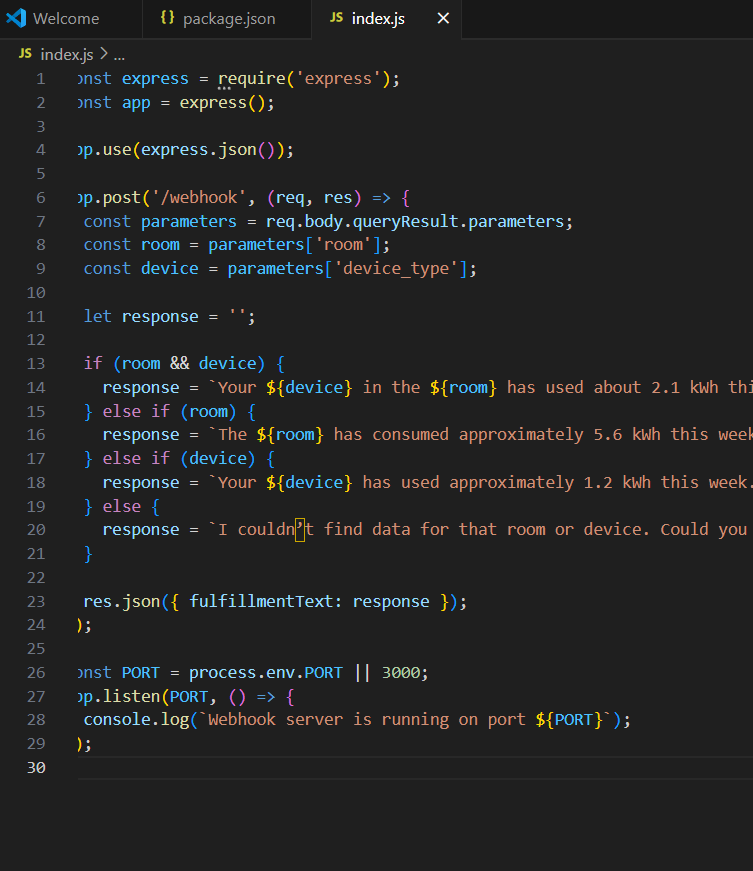 Welcome
{} package.json
JS index.js ×
JS index.js > ...
1 onst express = require('express');
2 onst app = express();
3
4 pp.use(express.json());
5
6 pp.post('/webhook', (req, res) => {
7 const parameters = req.body.queryResult.parameters;
8 const room = parameters['room'];
9 const device = parameters['device_type'];
10
11 let response = '';
12
13 if (room && device) {
14 response = `Your ${device} in the ${room} has used about 2.1 kWh thi
15 } else if (room) {
16 response = `The ${room} has consumed approximately 5.6 kWh this week
17 } else if (device) {
18 response = `Your ${device} has used approximately 1.2 kWh this week.
19 } else {
20 response = `I couldn’t find data for that room or device. Could you
21 }
22
23 res.json({ fulfillmentText: response });
24 );
25
26 onst PORT = process.env.PORT || 3000;
27 pp.listen(PORT, () => {
28 console.log(`Webhook server is running on port ${PORT}`);
29 );
30